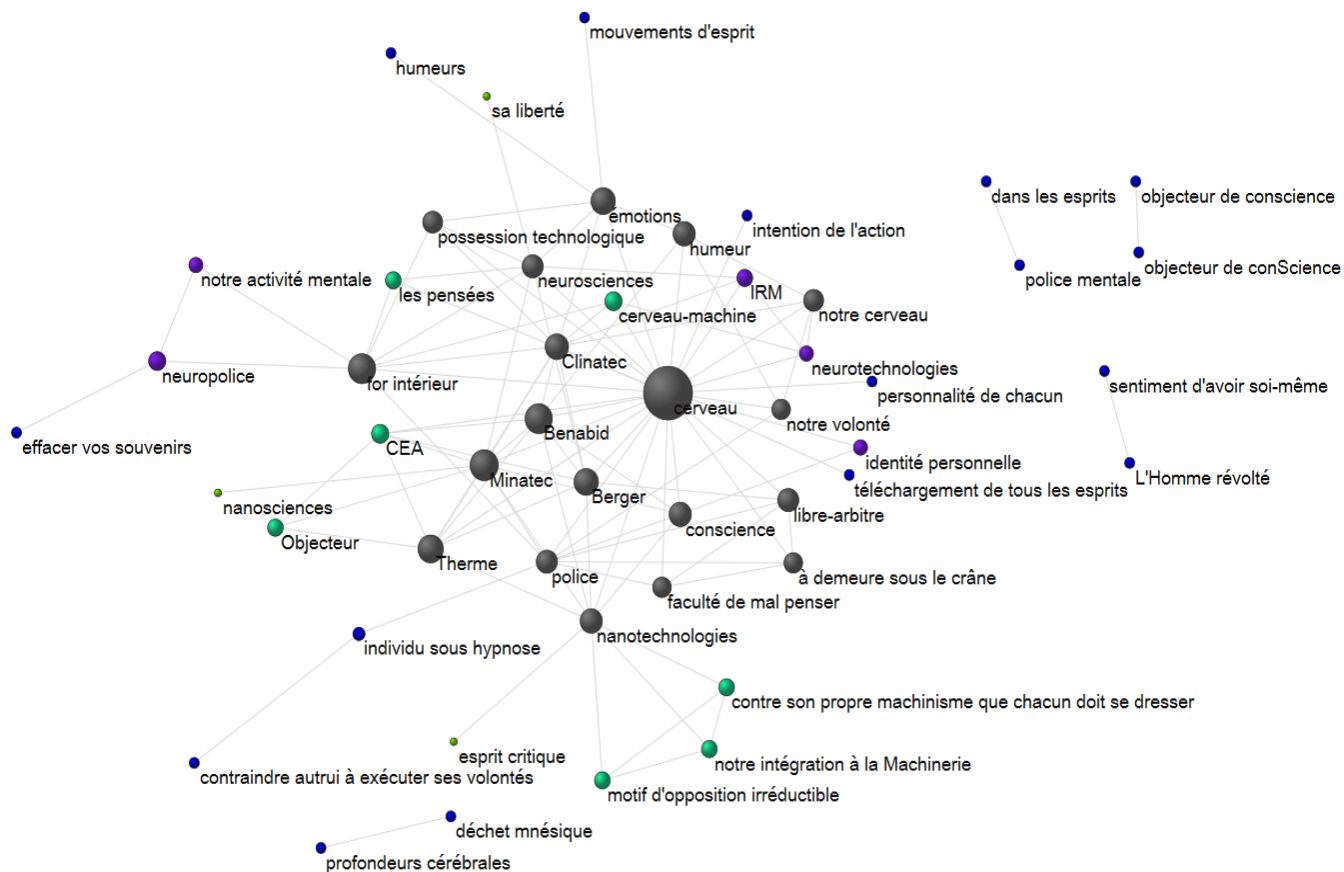 mouvements d'esprit
humeurs
sa liberté
dans les esprits
objecteur de conscience
émotions
possession technologique
humeur
intention de l'action
notre activité mentale
les pensées
neurosciences
IRM
police mentale
objecteur de conScience
cerveau-machine
notre cerveau
Clinatec
neurotechnologies
neuropolice
for intérieur
cerveau
personnalité de chacun
sentiment d'avoir soi-même
notre volonté
effacer vos souvenirs
CEA
Benabid
identité personnelle
Minatec
téléchargement de tous les esprits
L'Homme révolté
nanosciences
Berger
libre-arbitre
Objecteur
conscience
Therme
police
à demeure sous le crâne
faculté de mal penser
nanotechnologies
individu sous hypnose
contre son propre machinisme que chacun doit se dresser
esprit critique
notre intégration à la Machinerie
contraindre autrui à exécuter ses volontés
motif d'opposition irréductible
déchet mnésique
profondeurs cérébrales